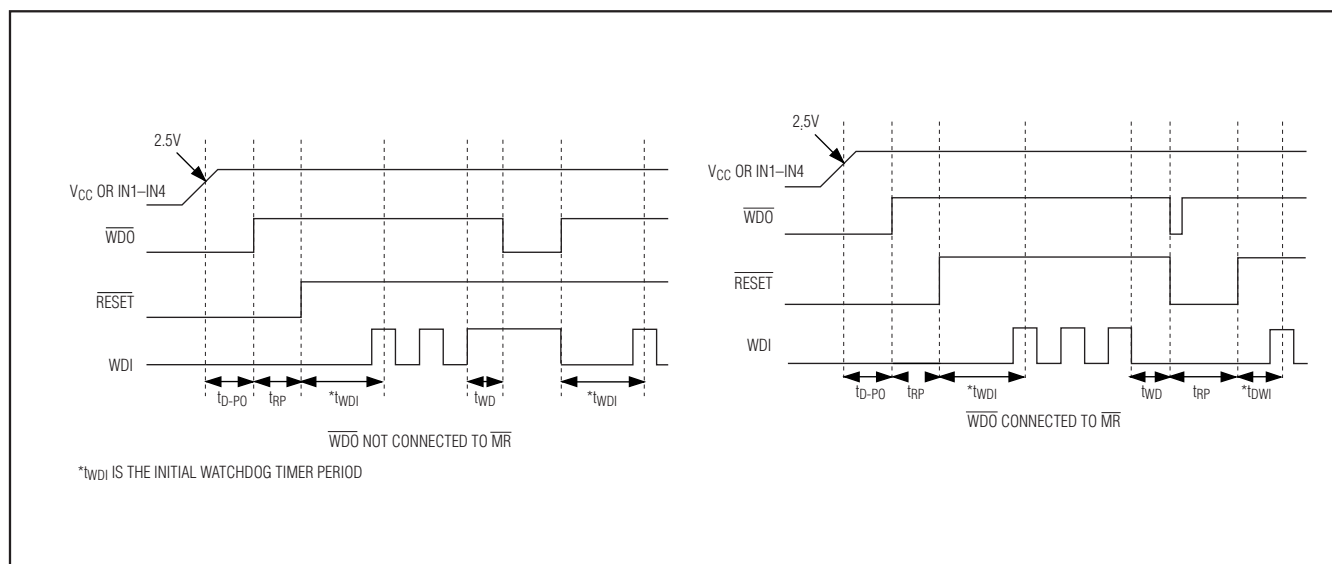 2.5V
VCC OR IN1–IN4
WDO
RESET
WDI
tD-PO tRP *tWDI tWD *tWDI
WDO NOT CONNECTED TO MR
*tWDI IS THE INITIAL WATCHDOG TIMER PERIOD
2.5V
VCC OR IN1–IN4
WDO
RESET
WDI
tD-PO tRP *tWDI tWD tRP *tDWI
WDO CONNECTED TO MR